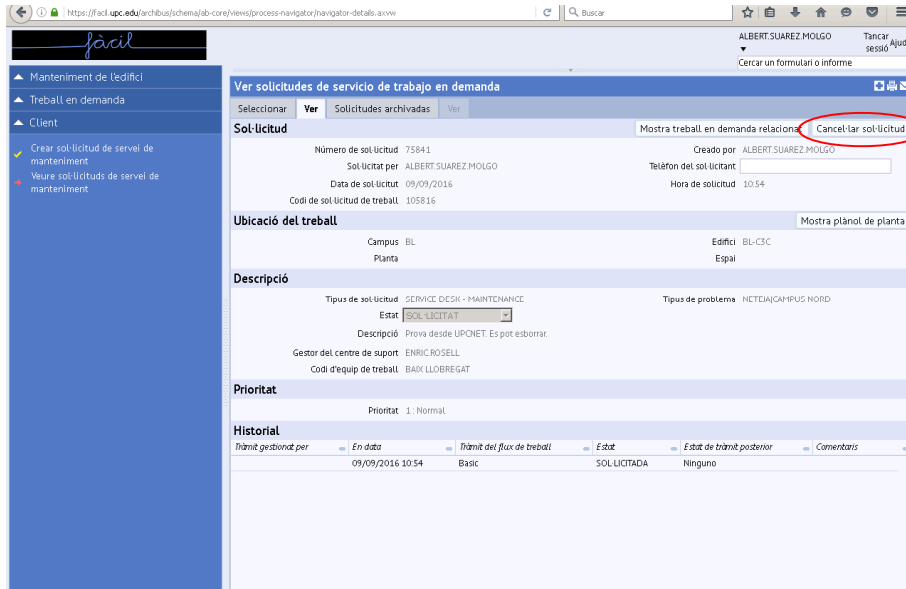 https://facil.upc.edu/archibus/schema/ab-core/views/process-navigator/navigator-details.axvw
Buscar
fàcil
ALBERT.SUAREZ.MOLGO
Tancar sessió
Ajud
Cercar un formulari o informe
Manteniment de l'edifici
Treball en demanda
Client
Crear sol·licitud de servei de
manteniment
Veure sol·licituds de servei de
manteniment
Ver solicitudes de servicio de trabajo en demanda
Seleccionar Ver Solicitudes archivadas Ver
Sol·licitud Mostra treball en demanda relacionat Cancel·lar sol·licitud
Número de sol·licitud 75841 Creado por ALBERT.SUAREZ.MOLGO
Sol·licitat per ALBERT.SUAREZ.MOLGO Telèfon del sol·licitant
Data de sol·licitut 09/09/2016 Hora de solicitud 10:54
Codi de sol·licitud de treball 105816
Ubicació del treball Mostra plànol de planta
Campus BL Edifici BL-C3C
Planta Espai
Descripció
Tipus de sol·licitud SERVICE DESK - MAINTENANCE Tipus de problema NETEJA|CAMPUS NORD
Estat SOL·LICITAT
Descripció Prova desde UPCNET. Es pot esborrar.
Gestor del centre de suport ENRIC.ROSELL
Codi d'equip de treball BAIX LLOBREGAT
Prioritat
Prioritat 1 : Normal
Historial
Tràmit gestionat per En data Tràmit del flux de treball Estat Estat de tràmit posterior Comentaris
09/09/2016 10:54 Basic SOL·LICITADA Ninguno